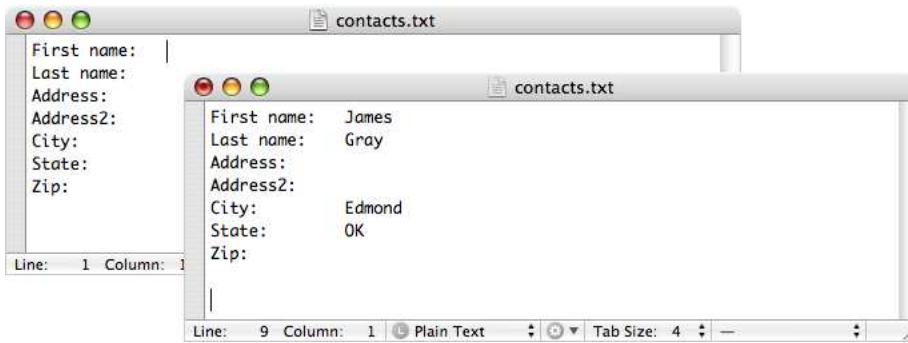 contacts.txt
First name:
Last name:
Address:
Address2:
City:
State:
Zip:
Line: 1 Column: 1
contacts.txt
First name: James
Last name: Gray
Address:
Address2:
City: Edmond
State: OK
Zip:
Line: 9 Column: 1 L Plain Text Tab Size: 4 —